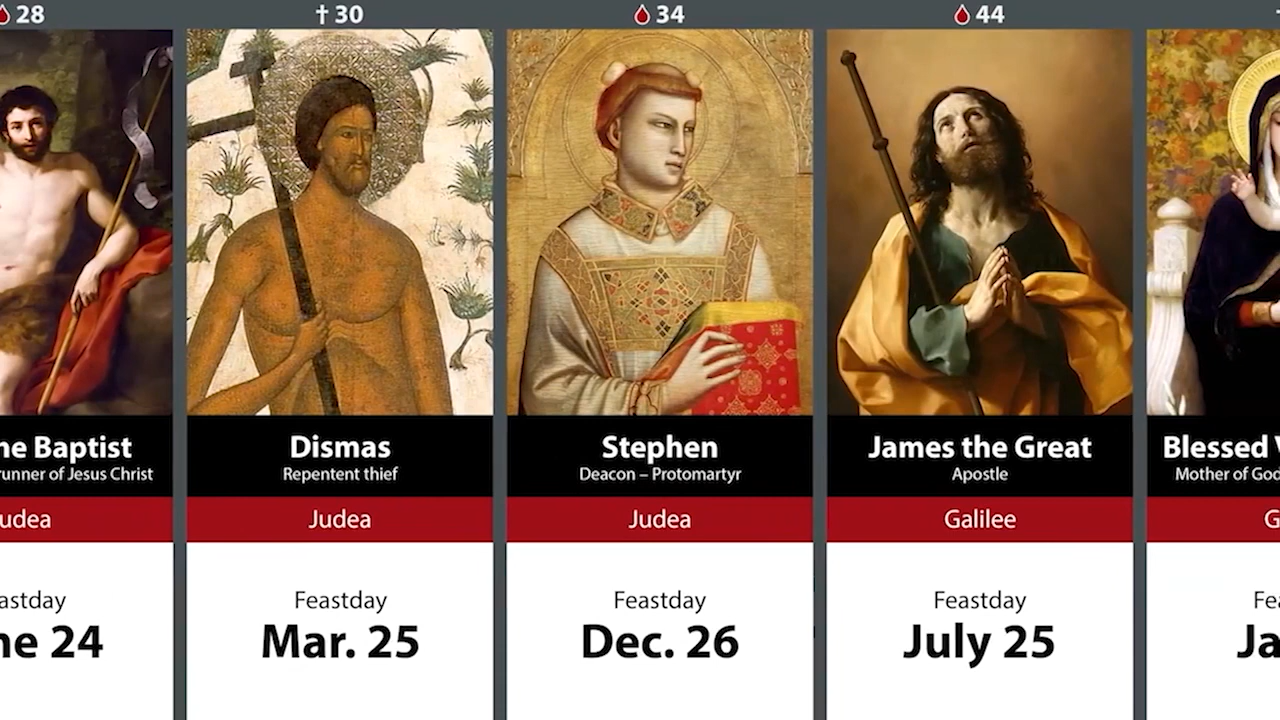 28
† 30
34
44
he Baptist
runner of Jesus Christ
Dismas
Repentent thief
Stephen
Deacon – Protomartyr
James the Great
Apostle
Blessed V
Mother of God
udea
Judea
Judea
Galilee
G
astday
ne 24
Feastday
Mar. 25
Feastday
Dec. 26
Feastday
July 25
Fea
Ja